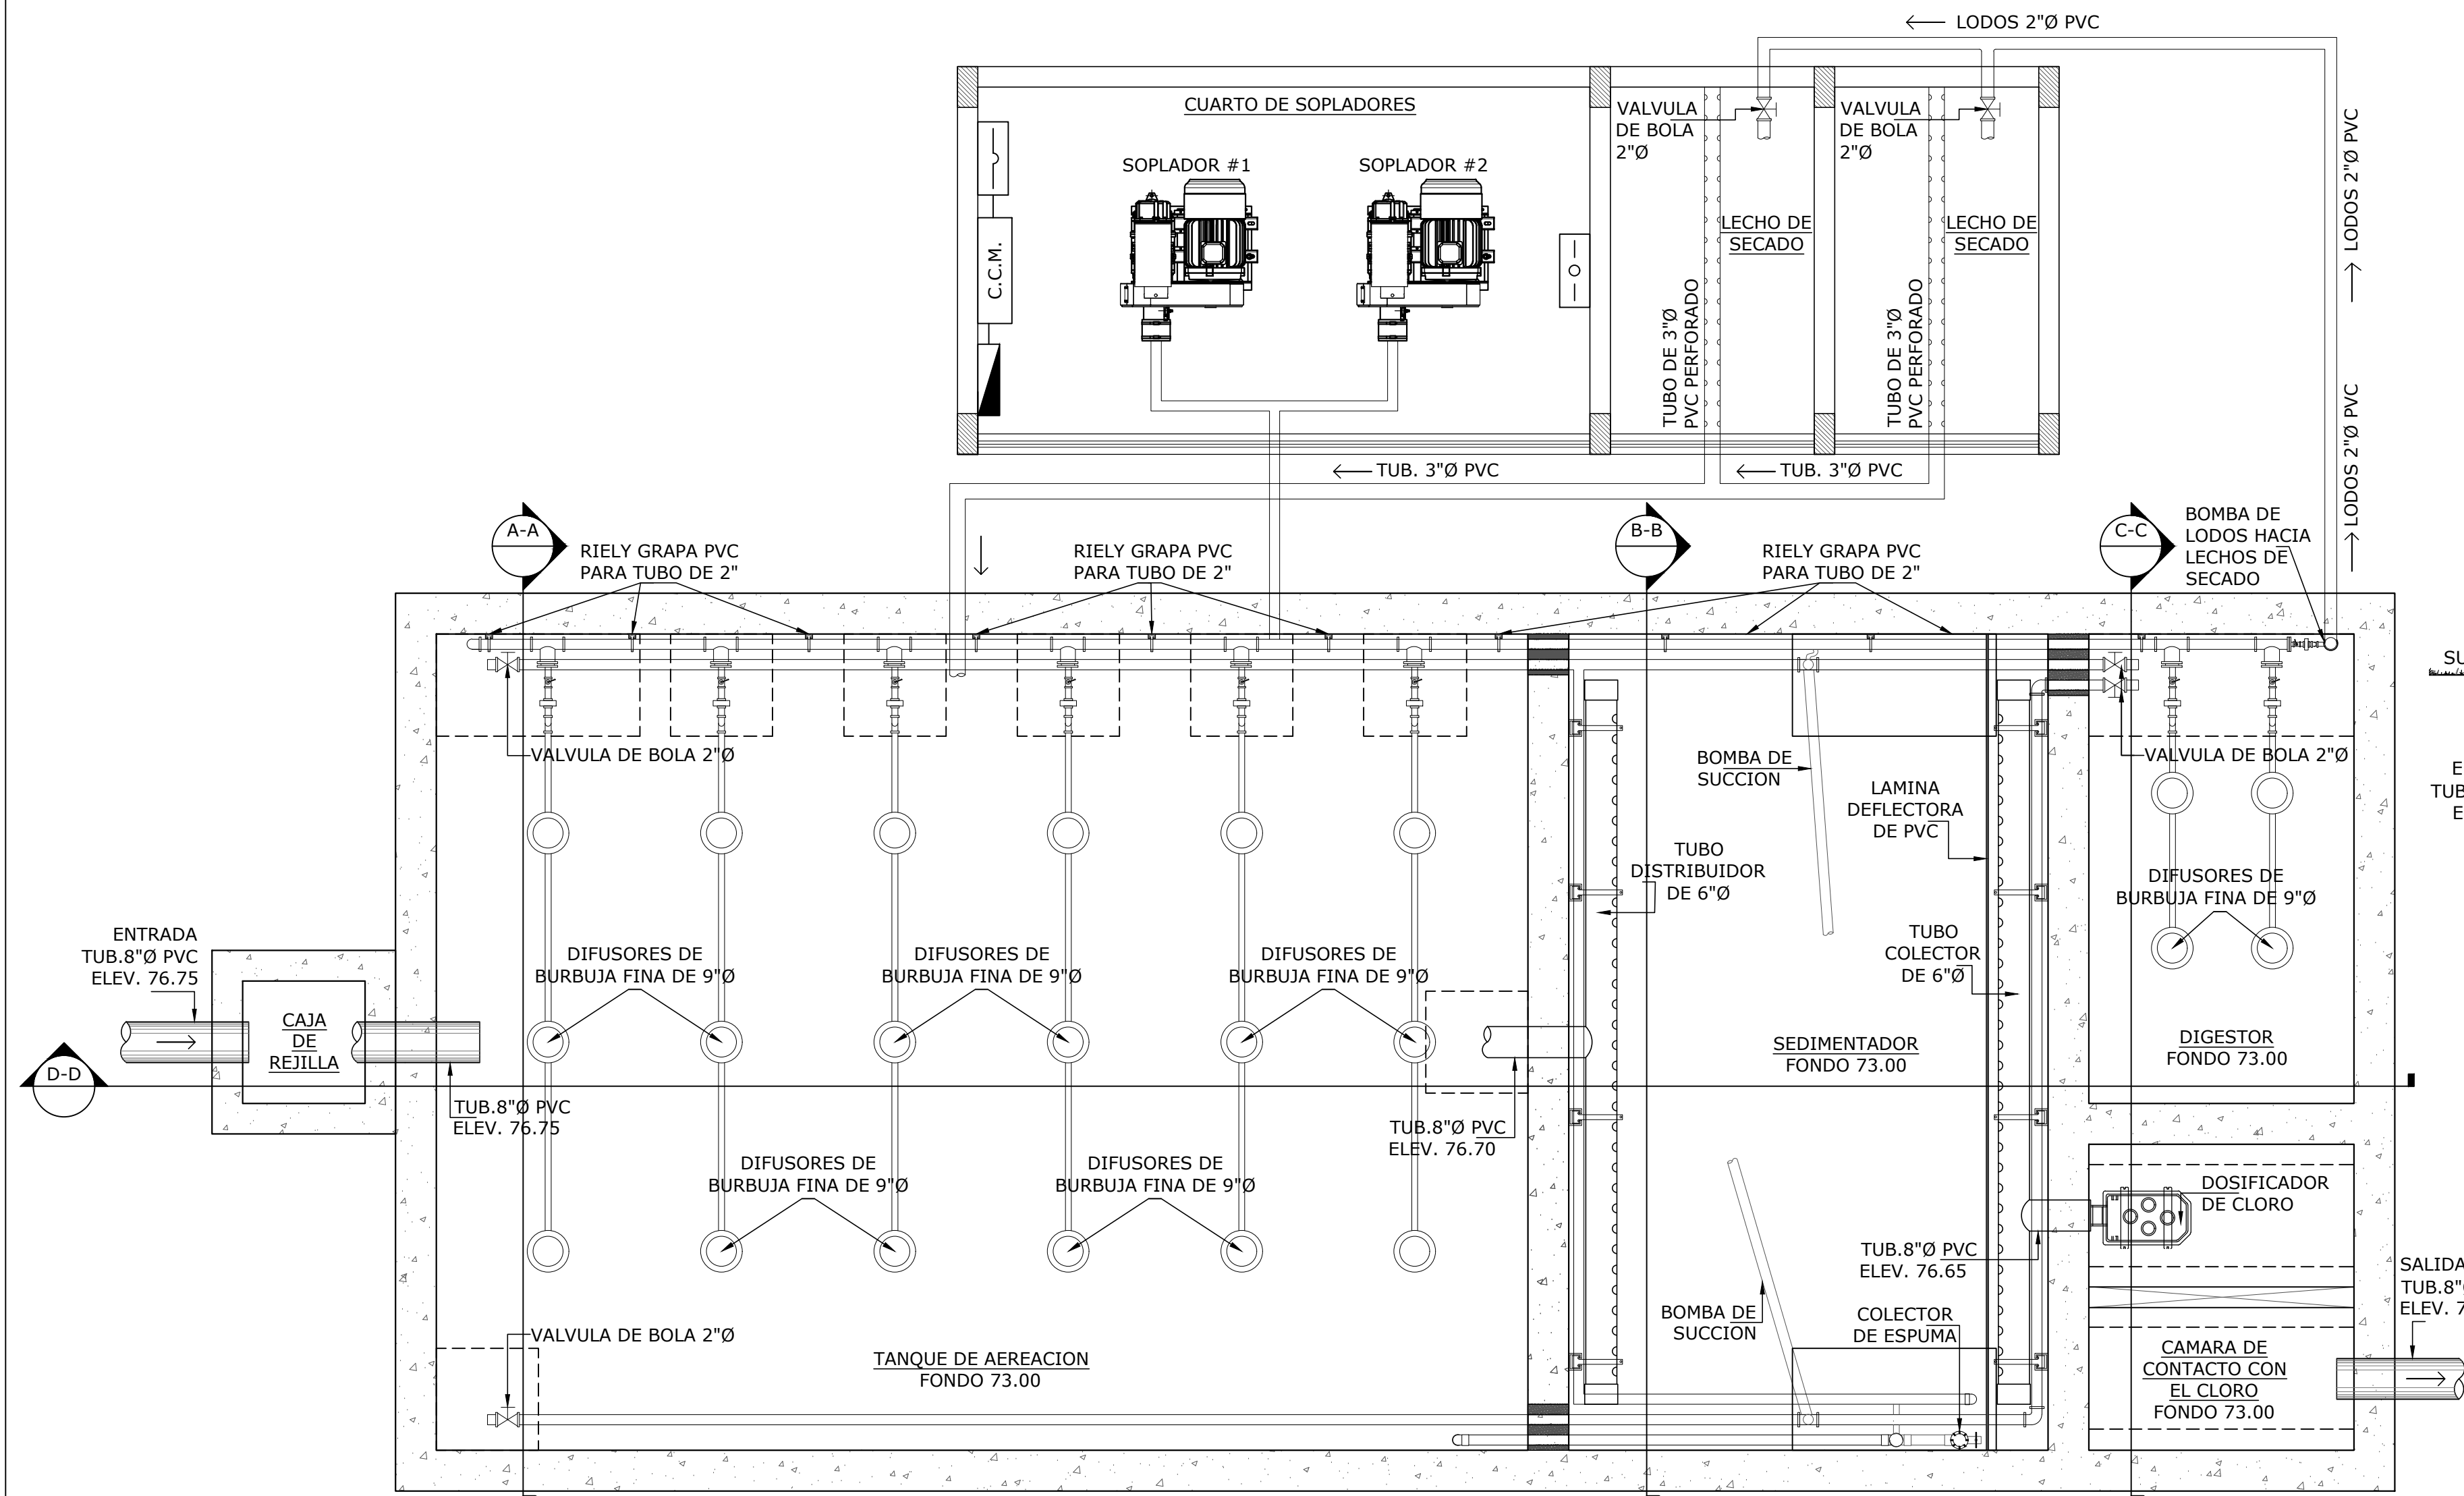 LODOS 2"Ø PVC
CUARTO DE SOPLADORES
SOPLADOR #1
SOPLADOR #2
C.C.M.
VALVULA
DE BOLA
2"Ø
VALVULA
DE BOLA
2"Ø
LECHO DE
SECADO
LECHO DE
SECADO
TUBO DE 3"Ø
PVC PERFORADO
TUBO DE 3"Ø
PVC PERFORADO
LODOS 2"Ø PVC
LODOS 2"Ø PVC
TUB. 3"Ø PVC
TUB. 3"Ø PVC
A-A
RIELY GRAPA PVC
PARA TUBO DE 2"
RIELY GRAPA PVC
PARA TUBO DE 2"
B-B
RIELY GRAPA PVC
PARA TUBO DE 2"
C-C
BOMBA DE
LODOS HACIA
LECHOS DE
SECADO
SU
VALVULA DE BOLA 2"Ø
BOMBA DE
SUCCION
LAMINA
DEFLECTORA
DE PVC
VALVULA DE BOLA 2"Ø
E
TUB
E
TUBO
DISTRIBUIDOR
DE 6"Ø
DIFUSORES DE
BURBUJA FINA DE 9"Ø
TUBO
COLECTOR
DE 6"Ø
ENTRADA
TUB.8"Ø PVC
ELEV. 76.75
DIFUSORES DE
BURBUJA FINA DE 9"Ø
DIFUSORES DE
BURBUJA FINA DE 9"Ø
DIFUSORES DE
BURBUJA FINA DE 9"Ø
CAJA
DE
REJILLA
D-D
TUB.8"Ø PVC
ELEV. 76.75
SEDIMENTADOR
FONDO 73.00
DIGESTOR
FONDO 73.00
TUB.8"Ø PVC
ELEV. 76.70
DIFUSORES DE
BURBUJA FINA DE 9"Ø
DIFUSORES DE
BURBUJA FINA DE 9"Ø
DOSIFICADOR
DE CLORO
TUB.8"Ø PVC
ELEV. 76.65
SALIDA
TUB.8"
ELEV. 7
BOMBA DE
SUCCION
COLECTOR
DE ESPUMA
VALVULA DE BOLA 2"Ø
TANQUE DE AEREACION
FONDO 73.00
CAMARA DE
CONTACTO CON
EL CLORO
FONDO 73.00